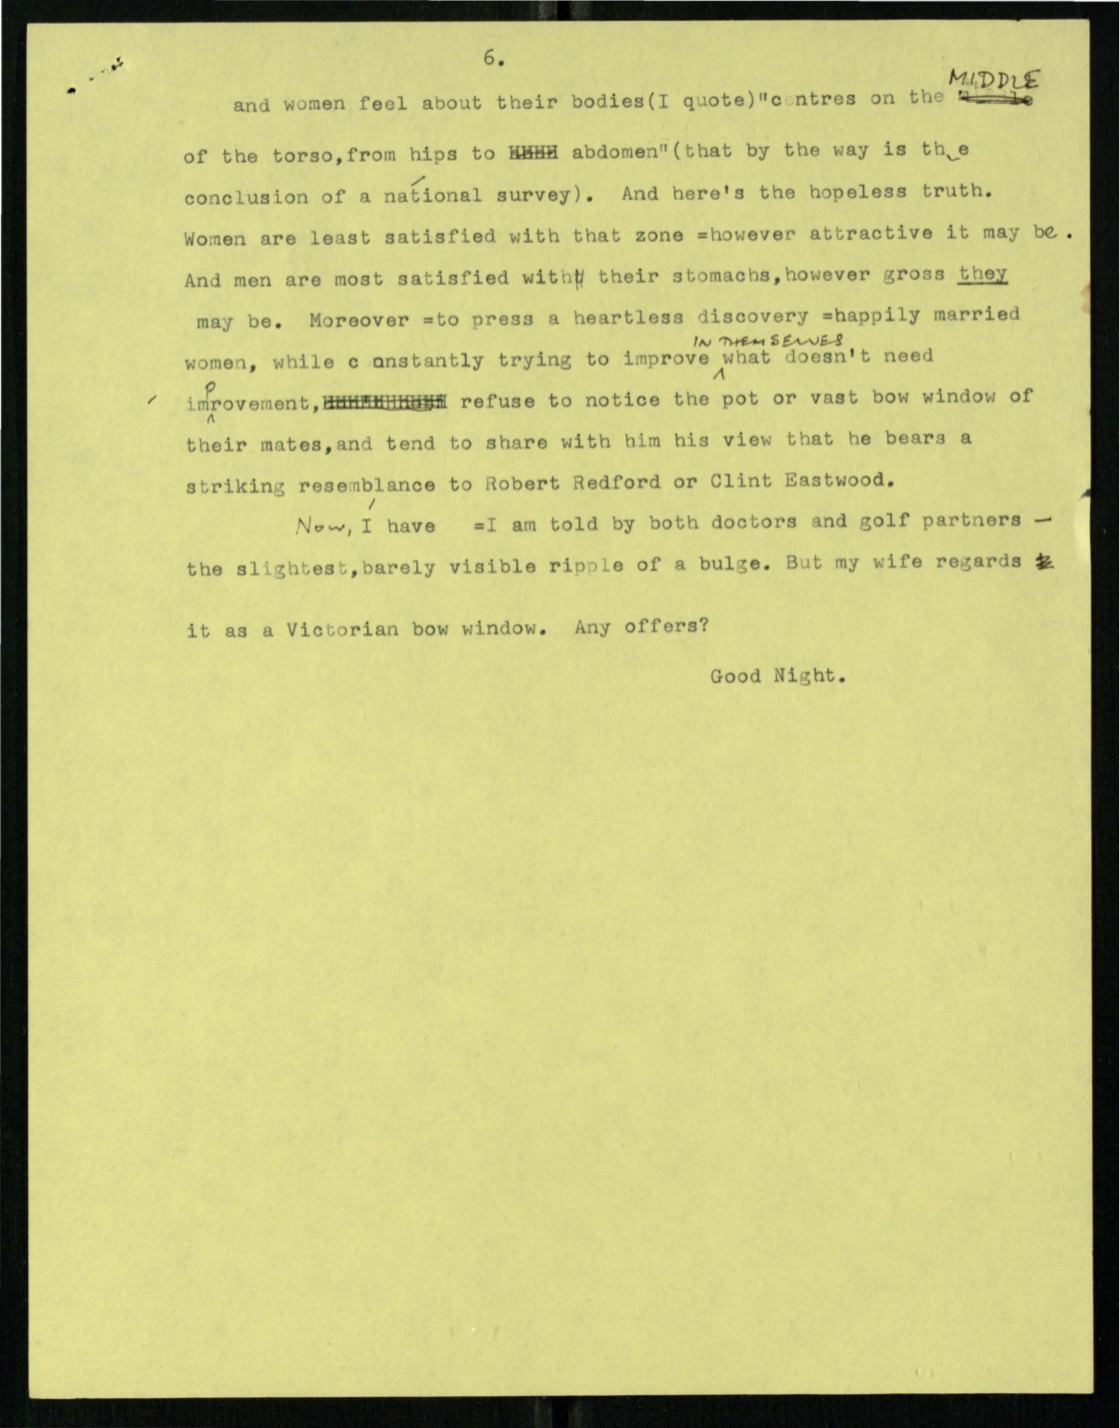 6.
and women feel about their bodies(I quote)"centres on the MIDDLE
of the torso,from hips to abdomen"(that by the way is the
conclusion of a national survey). And here's the hopeless truth.
Women are least satisfied with that zone =however attractive it may be.
And men are most satisfied with their stomachs,however gross they
may be. Moreover =to press a heartless discovery =happily married
women, while c onstantly trying to improve IN THEMSELVES what doesn't need
improvement, refuse to notice the pot or vast bow window of
their mates,and tend to share with him his view that he bears a
striking resemblance to Robert Redford or Clint Eastwood.
Now, I have =I am told by both doctors and golf partners —
the slightest,barely visible ripple of a bulge. But my wife regards
it as a Victorian bow window. Any offers?
Good Night.